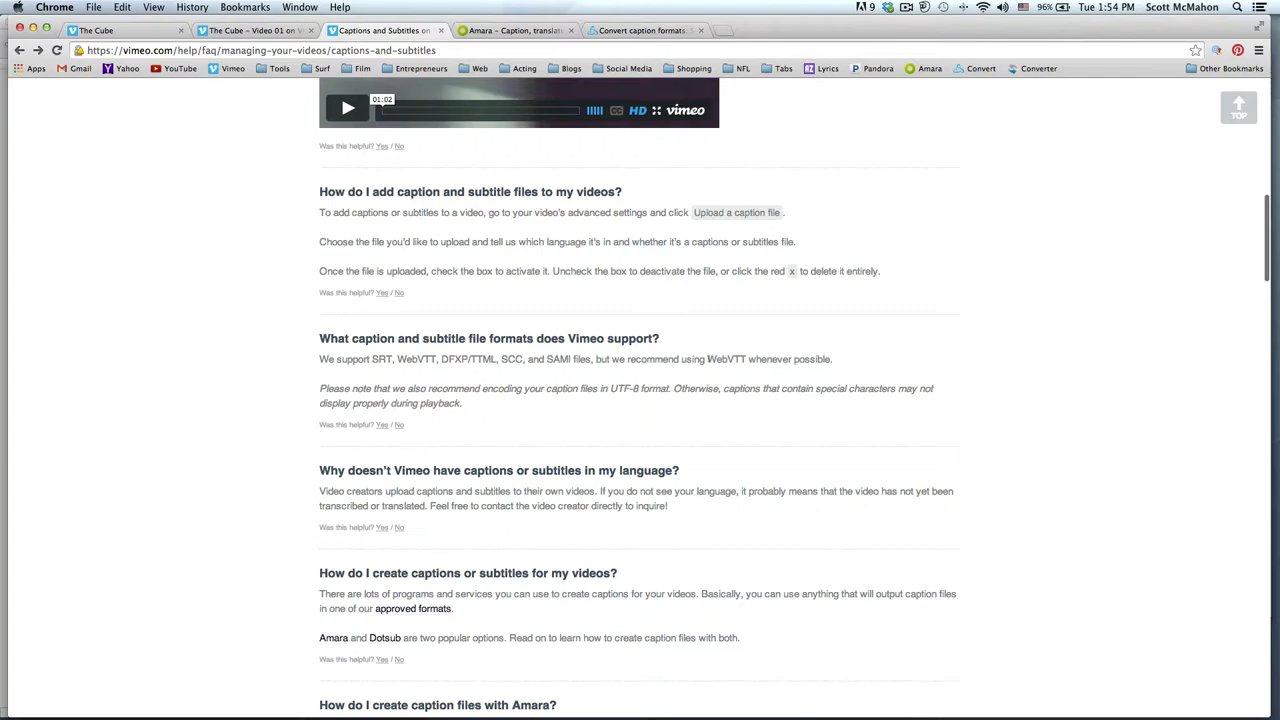 Chrome File Edit View History Bookmarks Window Help 9 96% Tue 1:54 PM Scott McMahon
The Cube The Cube – Video 01 on Vi Captions and Subtitles on Amara – Caption, translate Convert caption formats:
https://vimeo.com/help/faq/managing-your-videos/captions-and-subtitles
Apps Gmail Yahoo YouTube Vimeo Tools Surf Film Entrepreneurs Web Acting Blogs Social Media Shopping NFL Tabs Lyrics Pandora Amara Convert Converter Other Bookmarks
01:02
CC HD vimeo
TOP
Was this helpful? Yes / No
How do I add caption and subtitle files to my videos?
To add captions or subtitles to a video, go to your video's advanced settings and click Upload a caption file .
Choose the file you'd like to upload and tell us which language it's in and whether it's a captions or subtitles file.
Once the file is uploaded, check the box to activate it. Uncheck the box to deactivate the file, or click the red x to delete it entirely.
Was this helpful? Yes / No
What caption and subtitle file formats does Vimeo support?
We support SRT, WebVTT, DFXP/TTML, SCC, and SAMI files, but we recommend using WebVTT whenever possible.
Please note that we also recommend encoding your caption files in UTF-8 format. Otherwise, captions that contain special characters may not
display properly during playback.
Was this helpful? Yes / No
Why doesn't Vimeo have captions or subtitles in my language?
Video creators upload captions and subtitles to their own videos. If you do not see your language, it probably means that the video has not yet been
transcribed or translated. Feel free to contact the video creator directly to inquire!
Was this helpful? Yes / No
How do I create captions or subtitles for my videos?
There are lots of programs and services you can use to create captions for your videos. Basically, you can use anything that will output caption files
in one of our approved formats.
Amara and Dotsub are two popular options. Read on to learn how to create caption files with both.
Was this helpful? Yes / No
How do I create caption files with Amara?